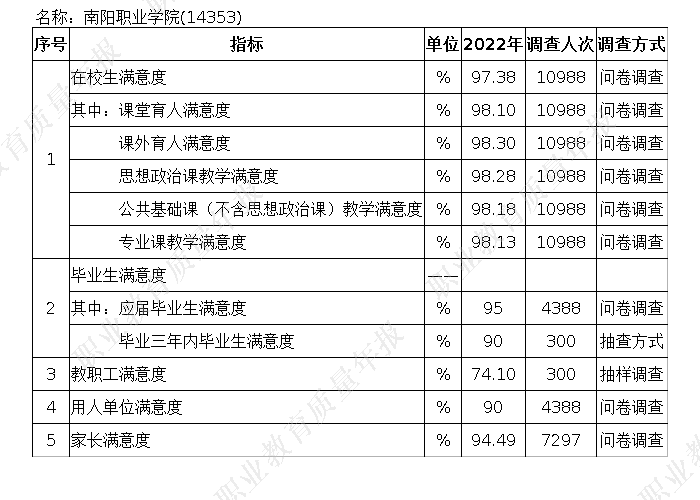 名称：南阳职业学院(14353)
序号 指标 单位 2022年 调查人次 调查方式
1 在校生满意度 % 97.38 10988 问卷调查
其中：课堂育人满意度 % 98.10 10988 问卷调查
课外育人满意度 % 98.30 10988 问卷调查
思想政治课教学满意度 % 98.28 10988 问卷调查
公共基础课（不含思想政治课）教学满意度 % 98.18 10988 问卷调查
专业课教学满意度 % 98.13 10988 问卷调查
2 毕业生满意度 ——
其中：应届毕业生满意度 % 95 4388 问卷调查
毕业三年内毕业生满意度 % 90 300 抽查方式
3 教职工满意度 % 74.10 300 抽样调查
4 用人单位满意度 % 90 4388 问卷调查
5 家长满意度 % 94.49 7297 问卷调查
职业教育质量年报